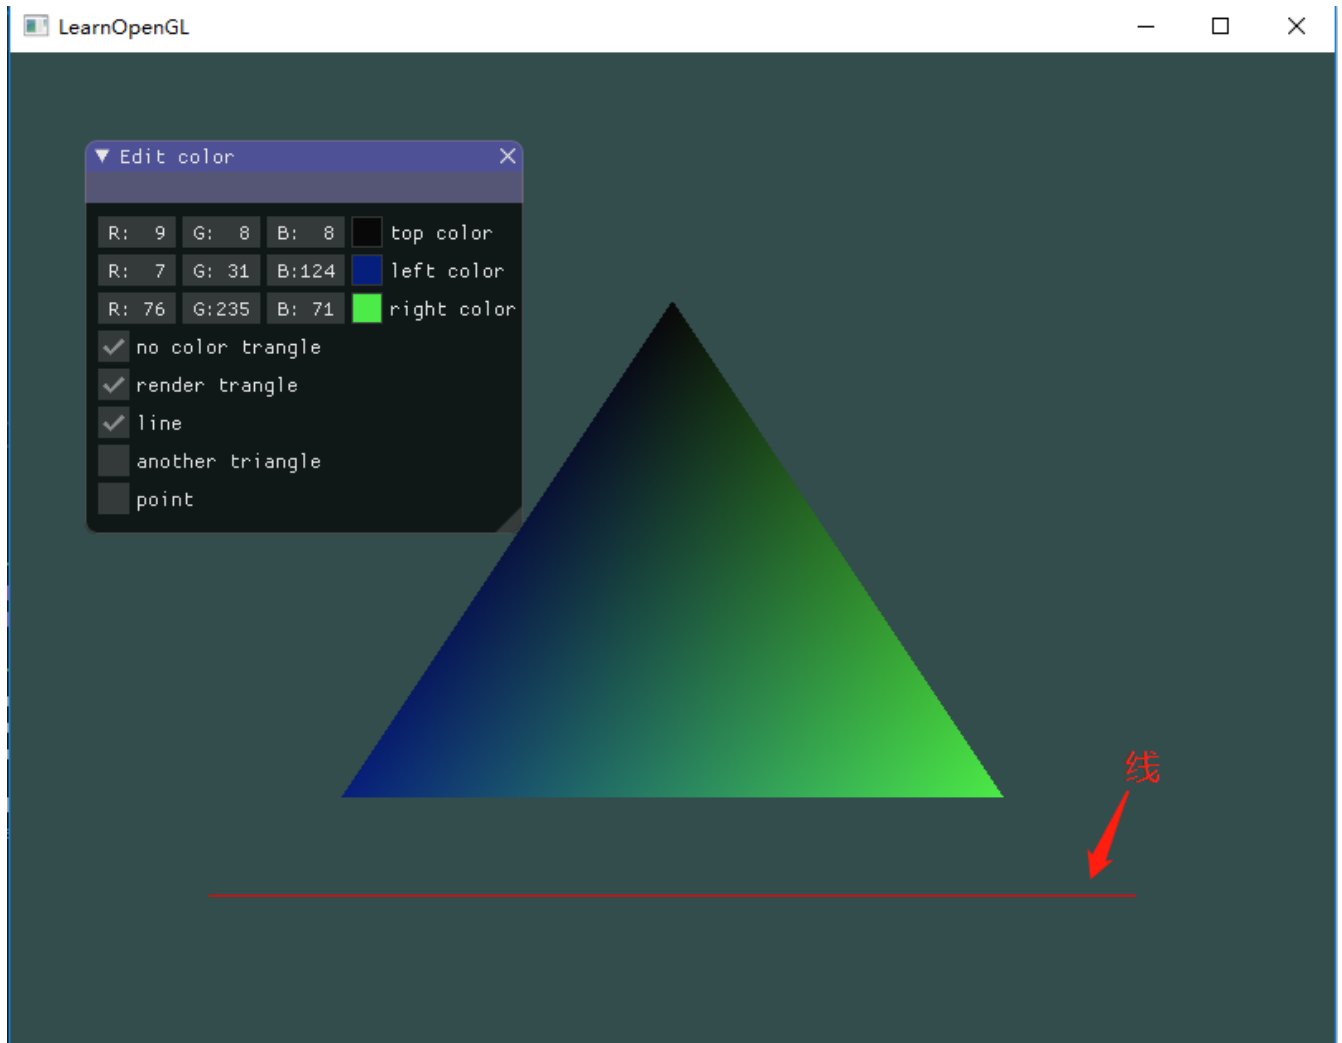 LearnOpenGL
Edit color
R: 9 G: 8 B: 8 top color
R: 7 G: 31 B:124 left color
R: 76 G:235 B: 71 right color
no color trangle
render trangle
line
another triangle
point
线